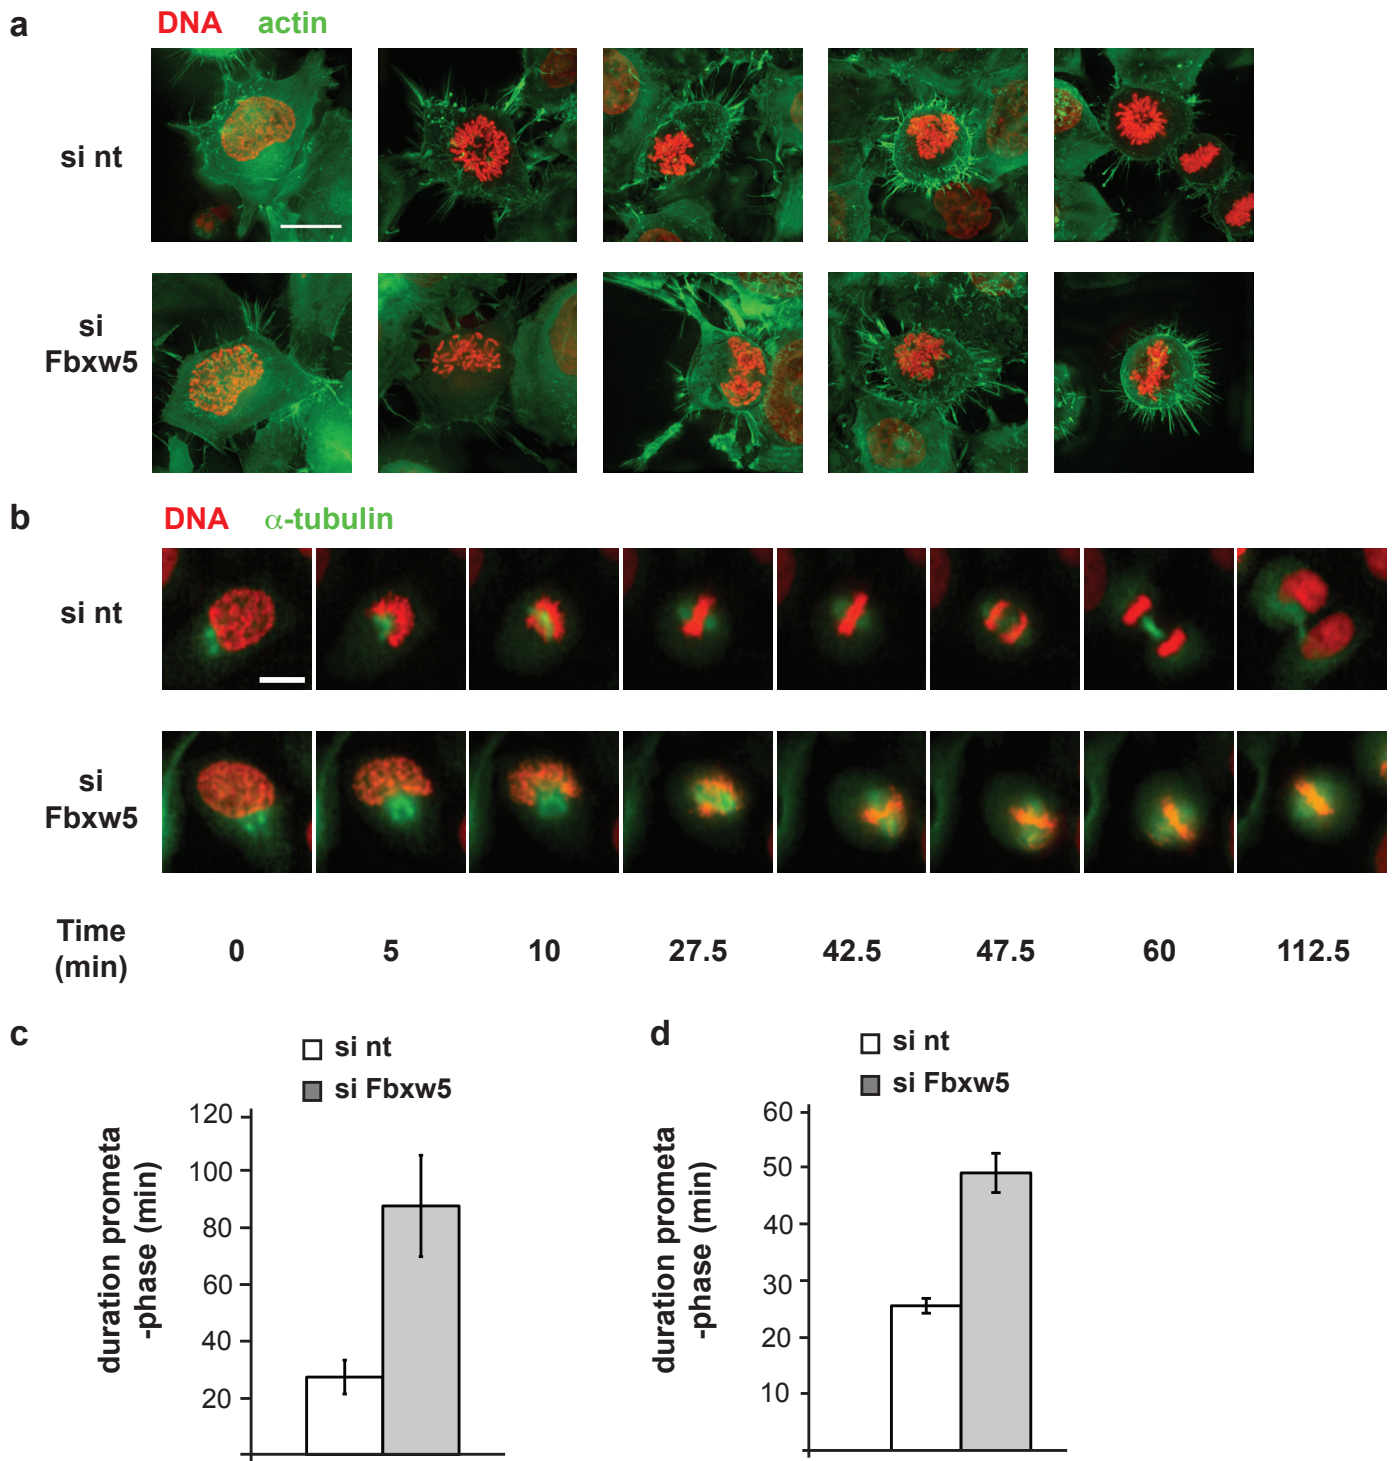 a
DNA actin
si nt
si
Fbxw5
b
DNA α-tubulin
si nt
si
Fbxw5
Time
(min)
0 5 10 27.5 42.5 47.5 60 112.5
c
si nt
si Fbxw5
duration prometa
-phase (min)
120
100
80
60
40
20
d
si nt
si Fbxw5
duration prometa
-phase (min)
60
50
40
30
20
10